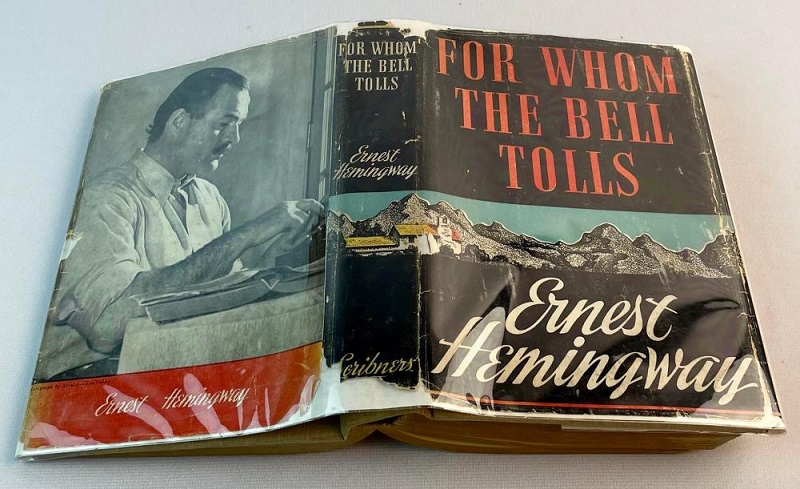 FOR WHOM
THE BELL
TOLLS
Ernest
Hemingway
FOR WHOM
THE BELL
TOLLS
Ernest
Hemingway
Scribners
Ernest Hemingway